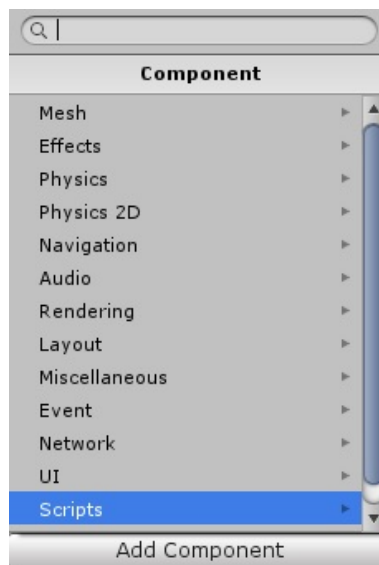 Component
Mesh
Effects
Physics
Physics 2D
Navigation
Audio
Rendering
Layout
Miscellaneous
Event
Network
UI
Scripts
Add Component